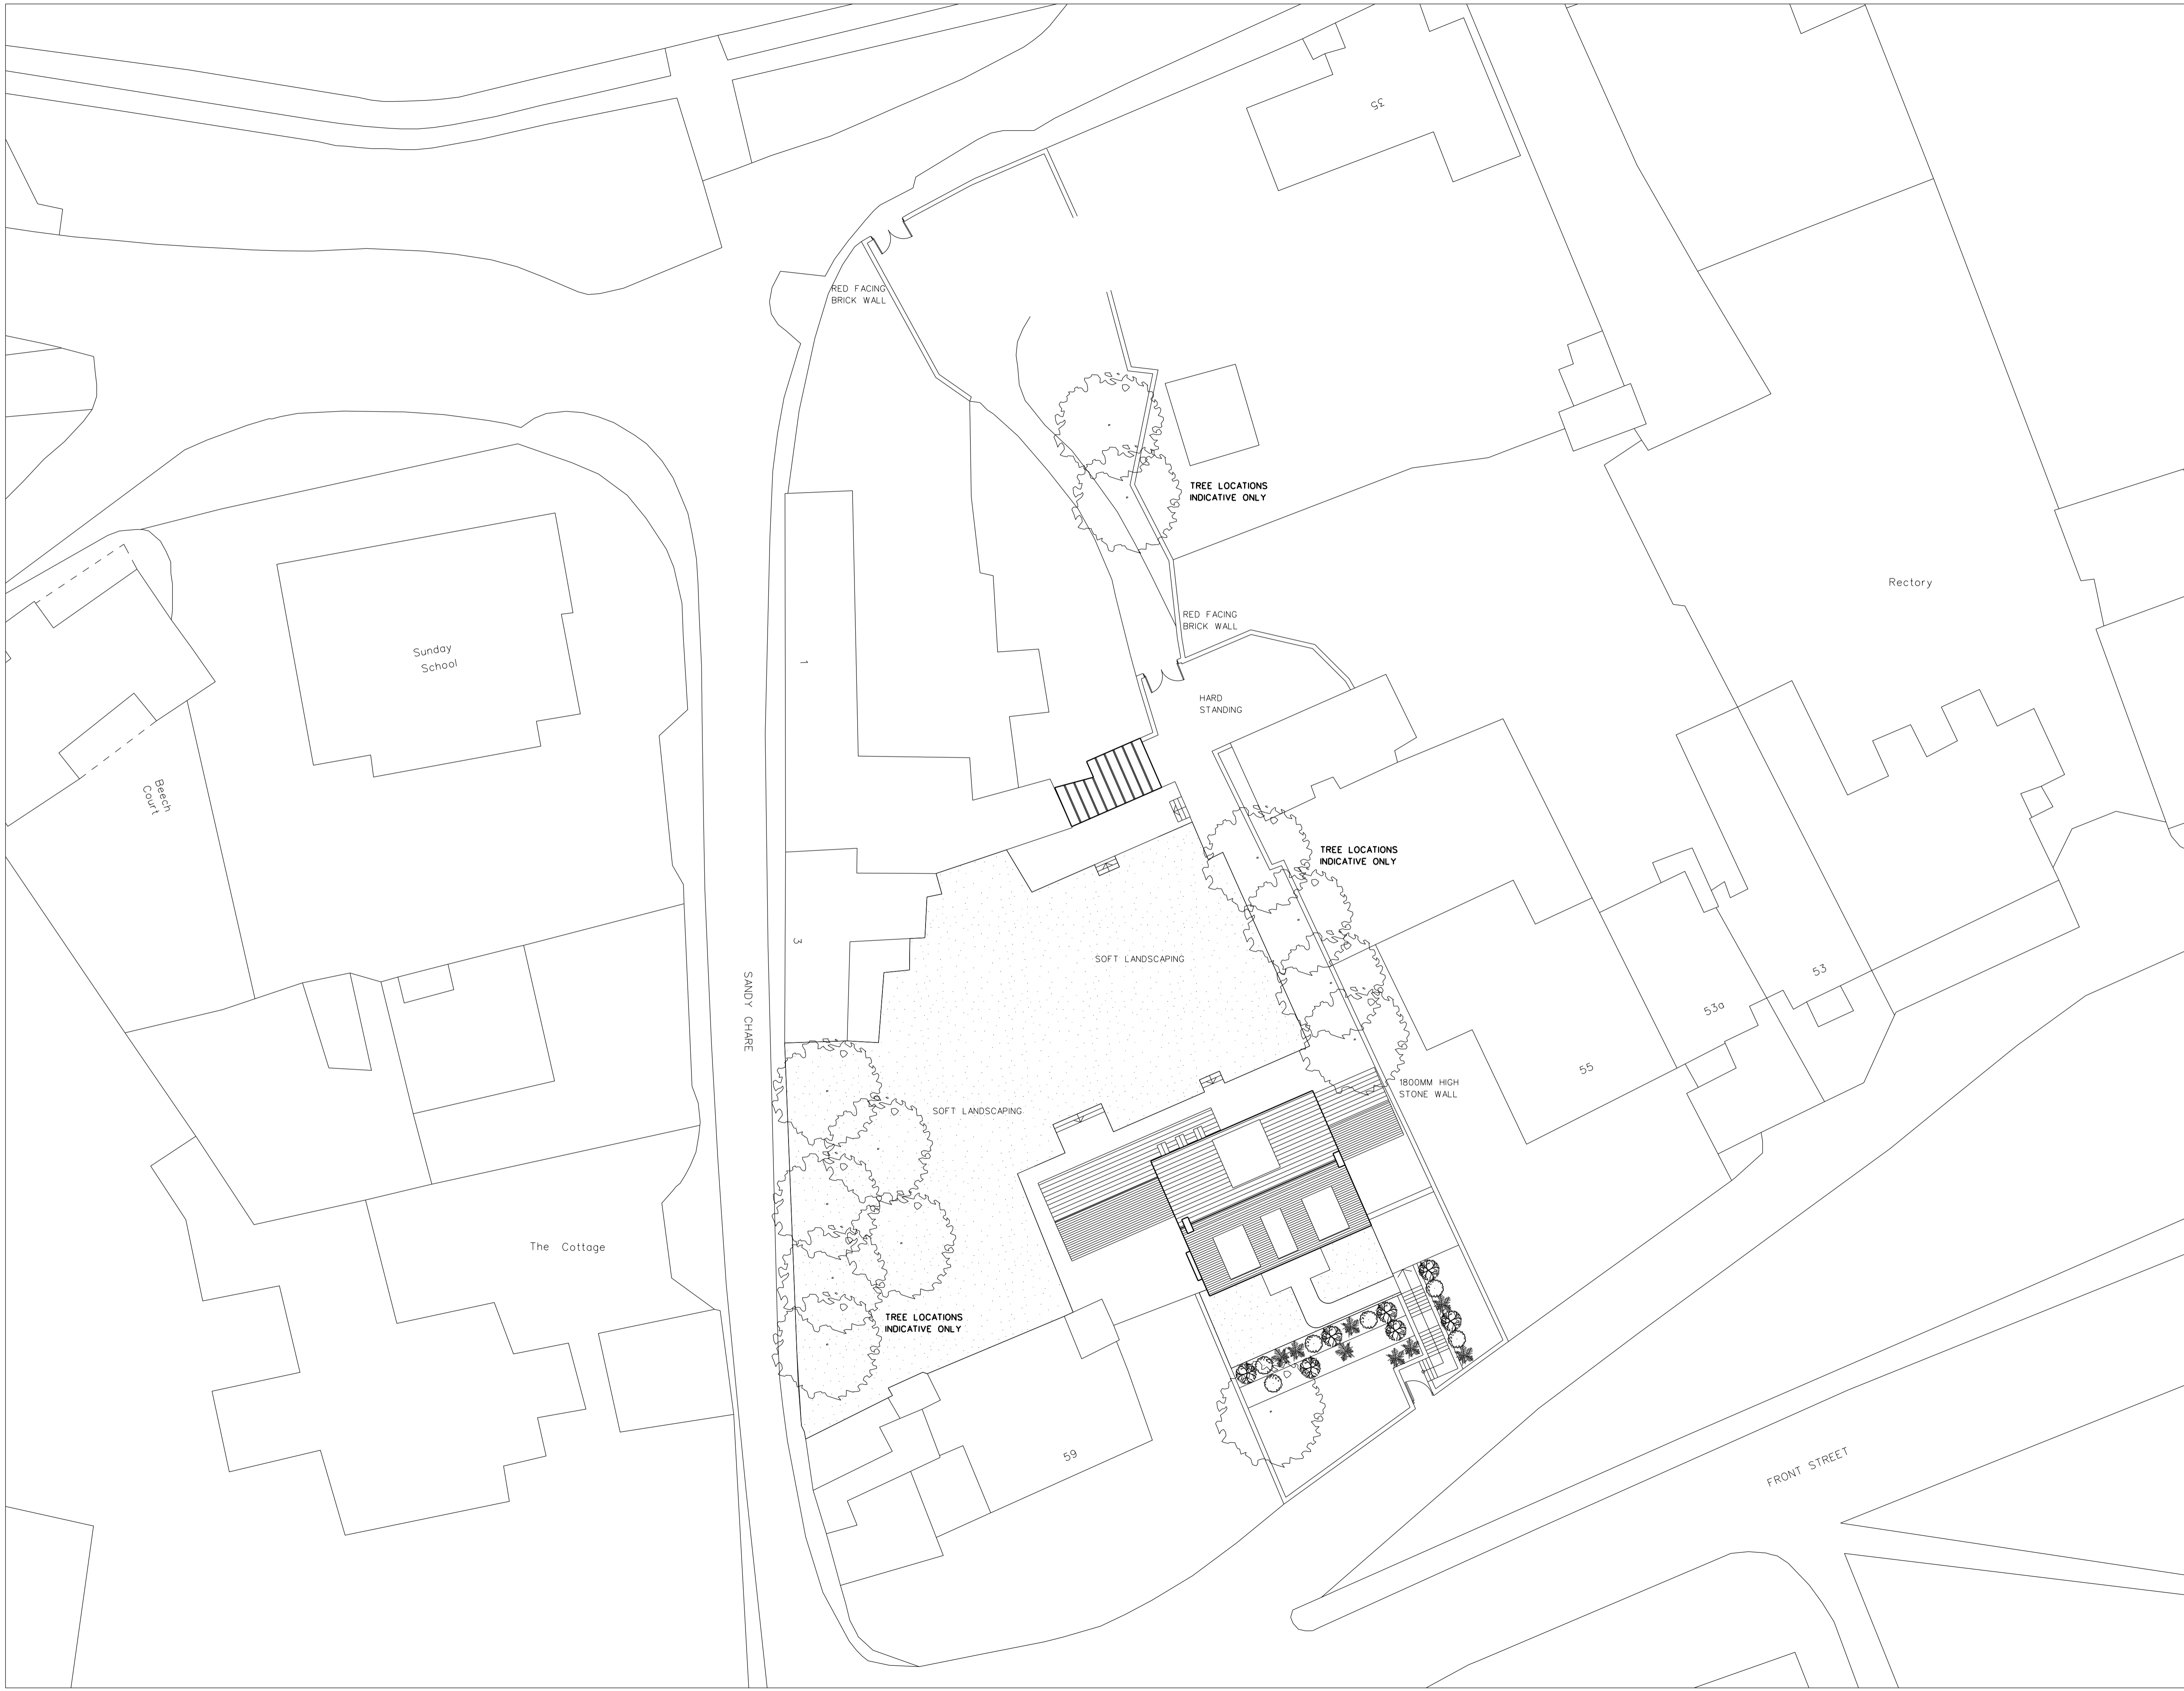 35
RED FACING
BRICK WALL
TREE LOCATIONS
INDICATIVE ONLY
Rectory
RED FACING
BRICK WALL
Sunday
School
1
HARD
STANDING
Beech
Court
TREE LOCATIONS
INDICATIVE ONLY
3
SOFT LANDSCAPING
53
SANDY CHARE
53a
55
1800MM HIGH
STONE WALL
SOFT LANDSCAPING
The Cottage
TREE LOCATIONS
INDICATIVE ONLY
59
FRONT STREET